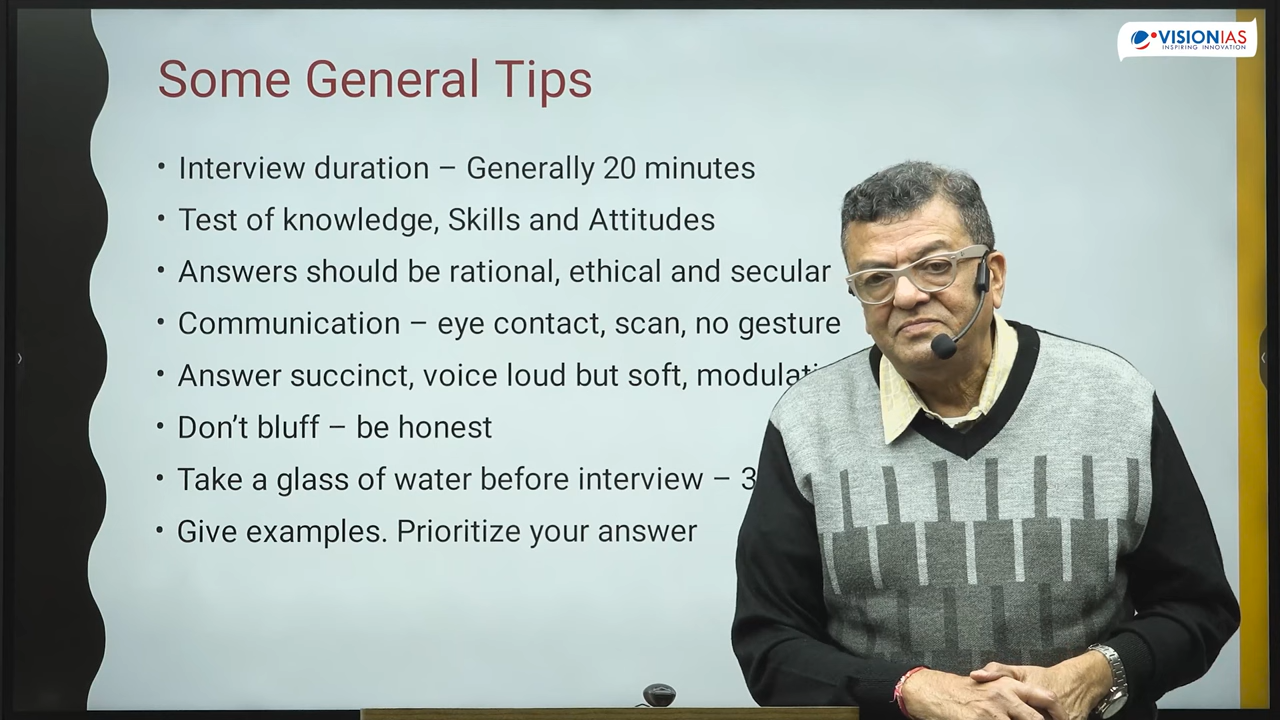 VISIONIAS
INSPIRING INNOVATION
Some General Tips
• Interview duration – Generally 20 minutes
• Test of knowledge, Skills and Attitudes
• Answers should be rational, ethical and secular
• Communication – eye contact, scan, no gesture
• Answer succinct, voice loud but soft,
• Don’t bluff – be honest
• Take a glass of water before interview – 3
• Give examples. Prioritize your answer